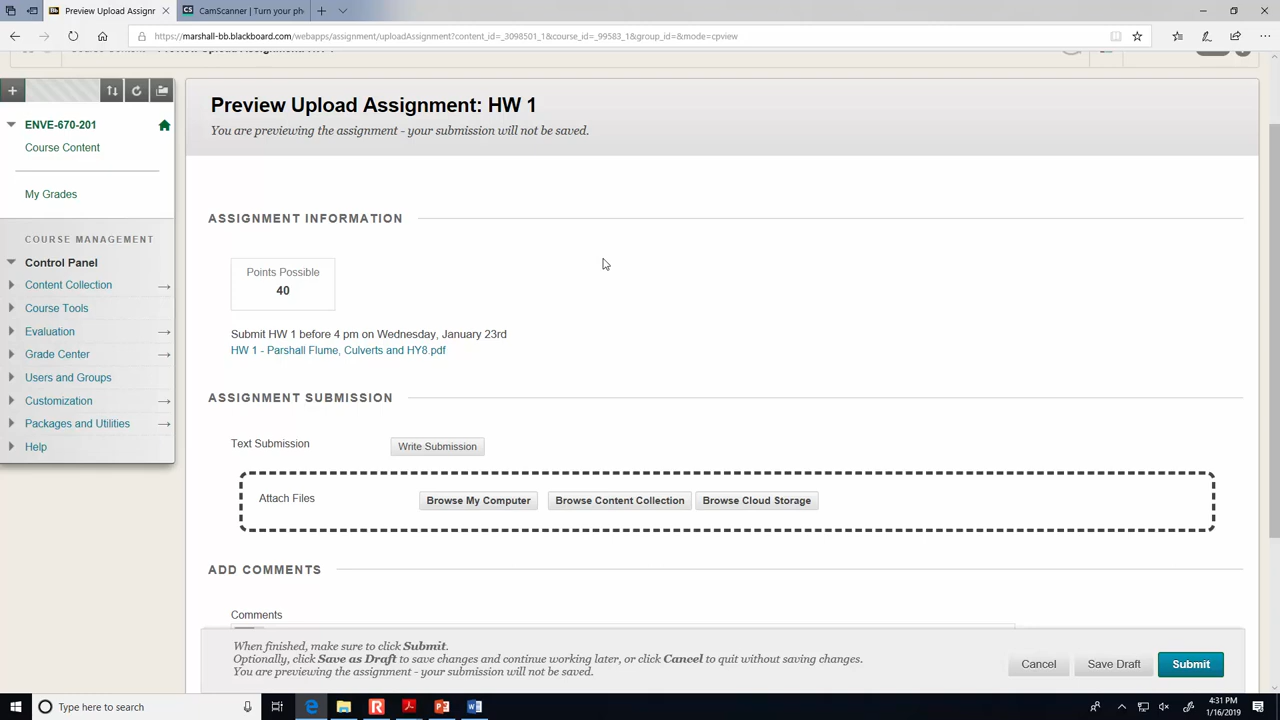 Preview Upload Assignr
CamScanner | Turn your ph
https://marshall-bb.blackboard.com/webapps/assignment/uploadAssignment?content_id=_3098501_1&course_id=_99583_1&group_id=&mode=cpview
Preview Upload Assignment: HW 1
You are previewing the assignment - your submission will not be saved.
ENVE-670-201
Course Content
My Grades
COURSE MANAGEMENT
Control Panel
Content Collection
Course Tools
Evaluation
Grade Center
Users and Groups
Customization
Packages and Utilities
Help
ASSIGNMENT INFORMATION
Points Possible
40
Submit HW 1 before 4 pm on Wednesday, January 23rd
HW 1 - Parshall Flume, Culverts and HY8.pdf
ASSIGNMENT SUBMISSION
Text Submission
Write Submission
Attach Files
Browse My Computer
Browse Content Collection
Browse Cloud Storage
ADD COMMENTS
Comments
When finished, make sure to click Submit.
Optionally, click Save as Draft to save changes and continue working later, or click Cancel to quit without saving changes.
You are previewing the assignment - your submission will not be saved.
Cancel
Save Draft
Submit
Type here to search
4:31 PM
1/16/2019